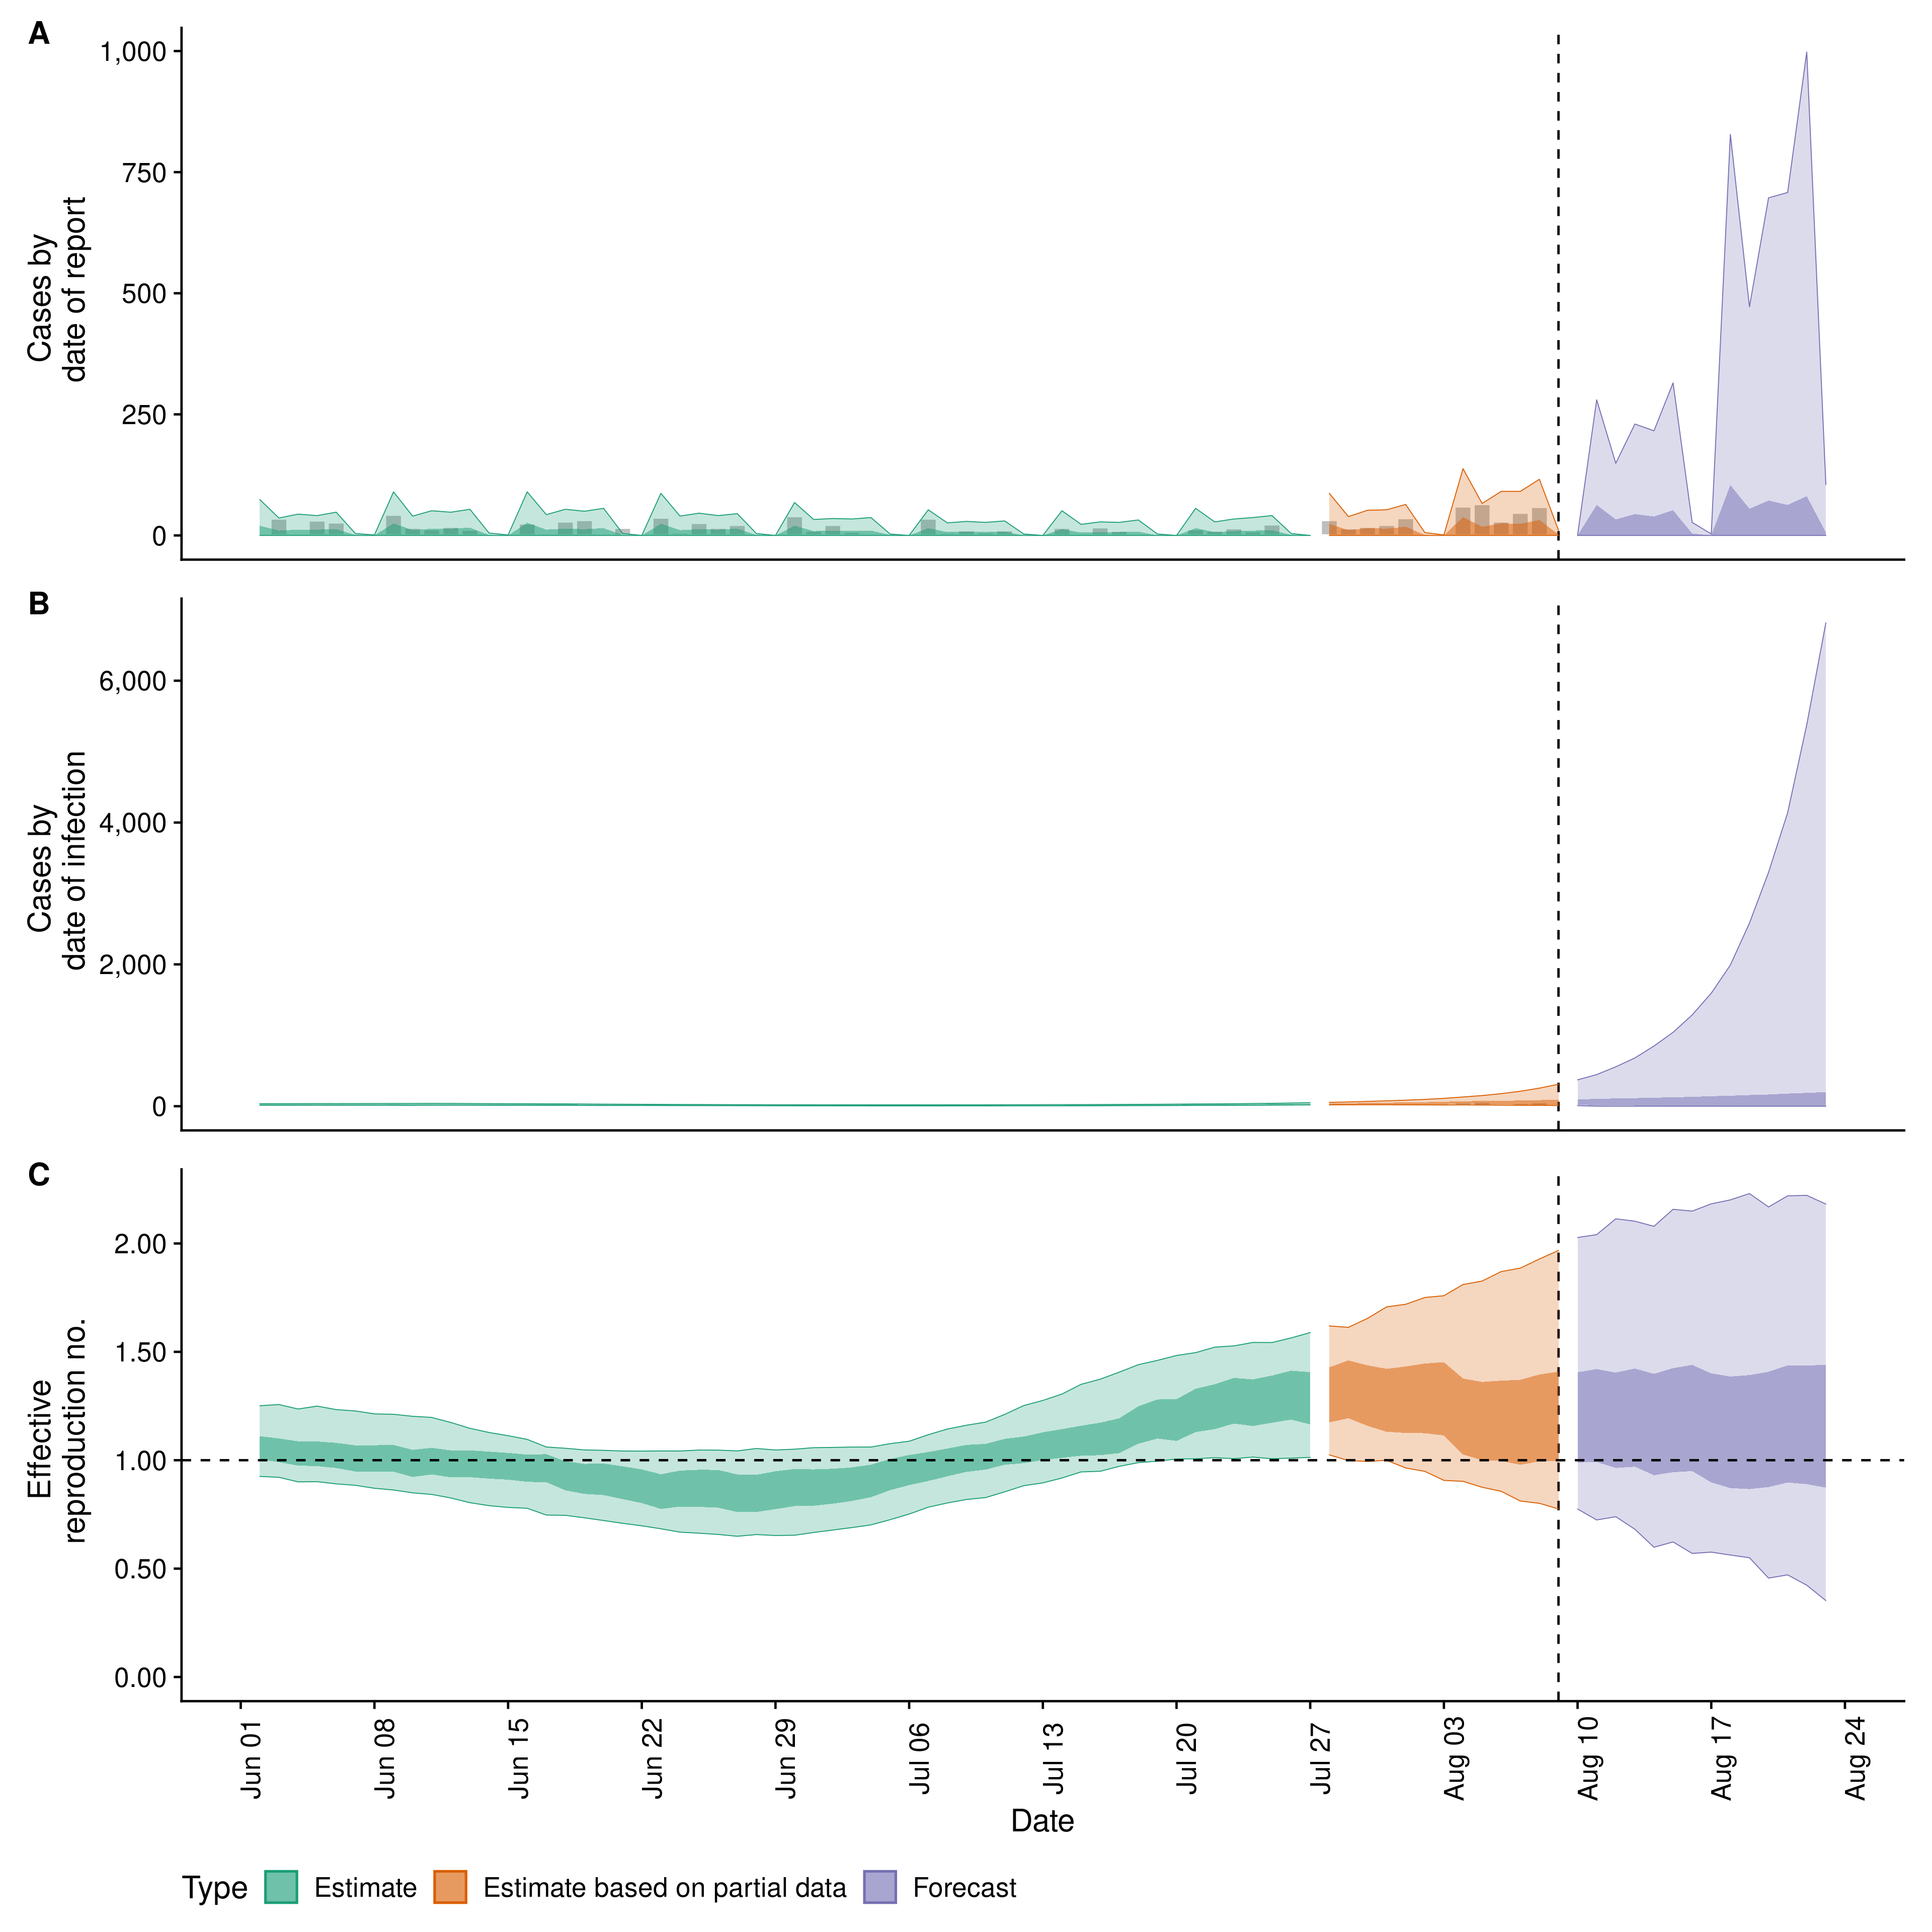 A
Cases by
date of report
1,000
750
500
250
0
B
Cases by
date of infection
6,000
4,000
2,000
0
C
Effective
reproduction no.
2.00
1.50
1.00
0.50
0.00
Jun 01
Jun 08
Jun 15
Jun 22
Jun 29
Jul 06
Jul 13
Jul 20
Jul 27
Aug 03
Aug 10
Aug 17
Aug 24
Date
Type Estimate Estimate based on partial data Forecast